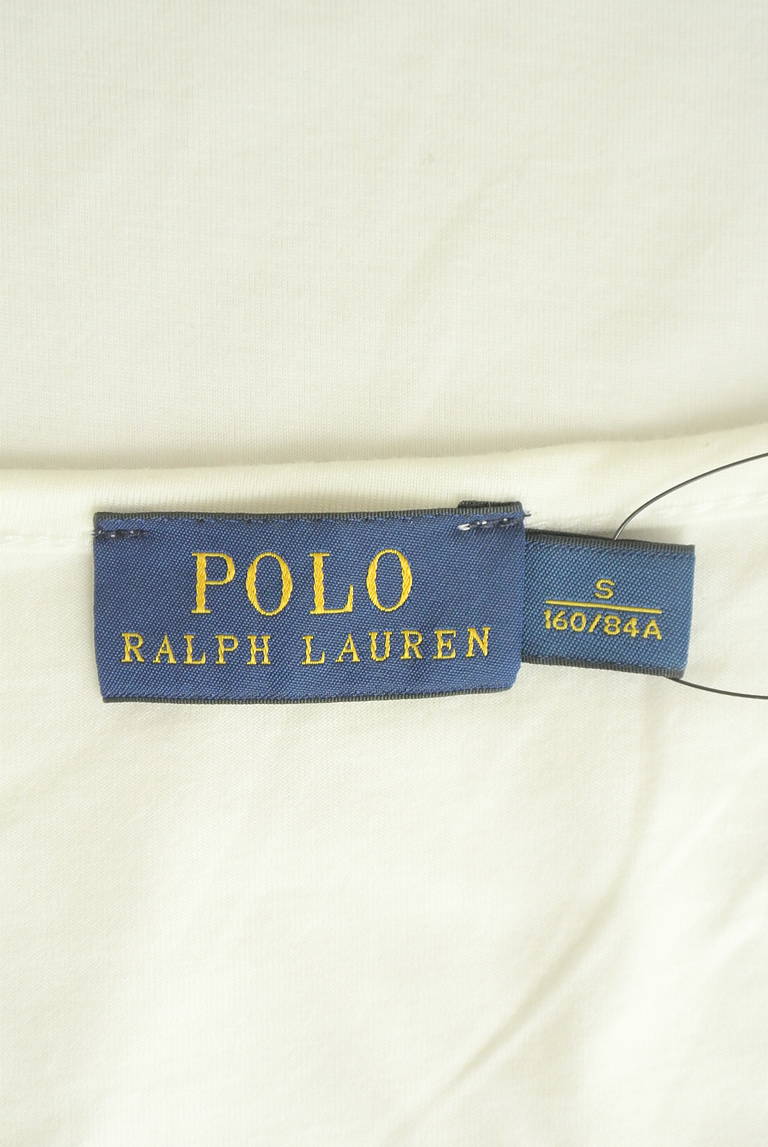 POLO
RALPH LAUREN
S
160/84A